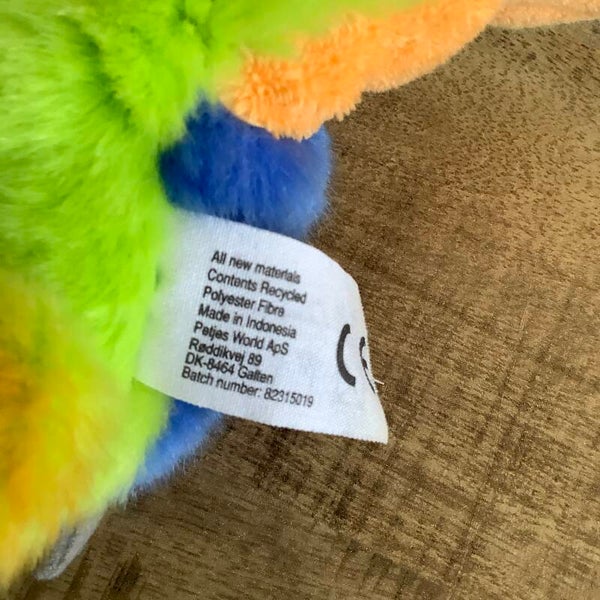 All new materials
Contents Recycled
Polyester Fibre
Made in Indonesia
Petjes World ApS
Røddikvej 89
DK-8464 Galten
Batch number: 82315019
CE